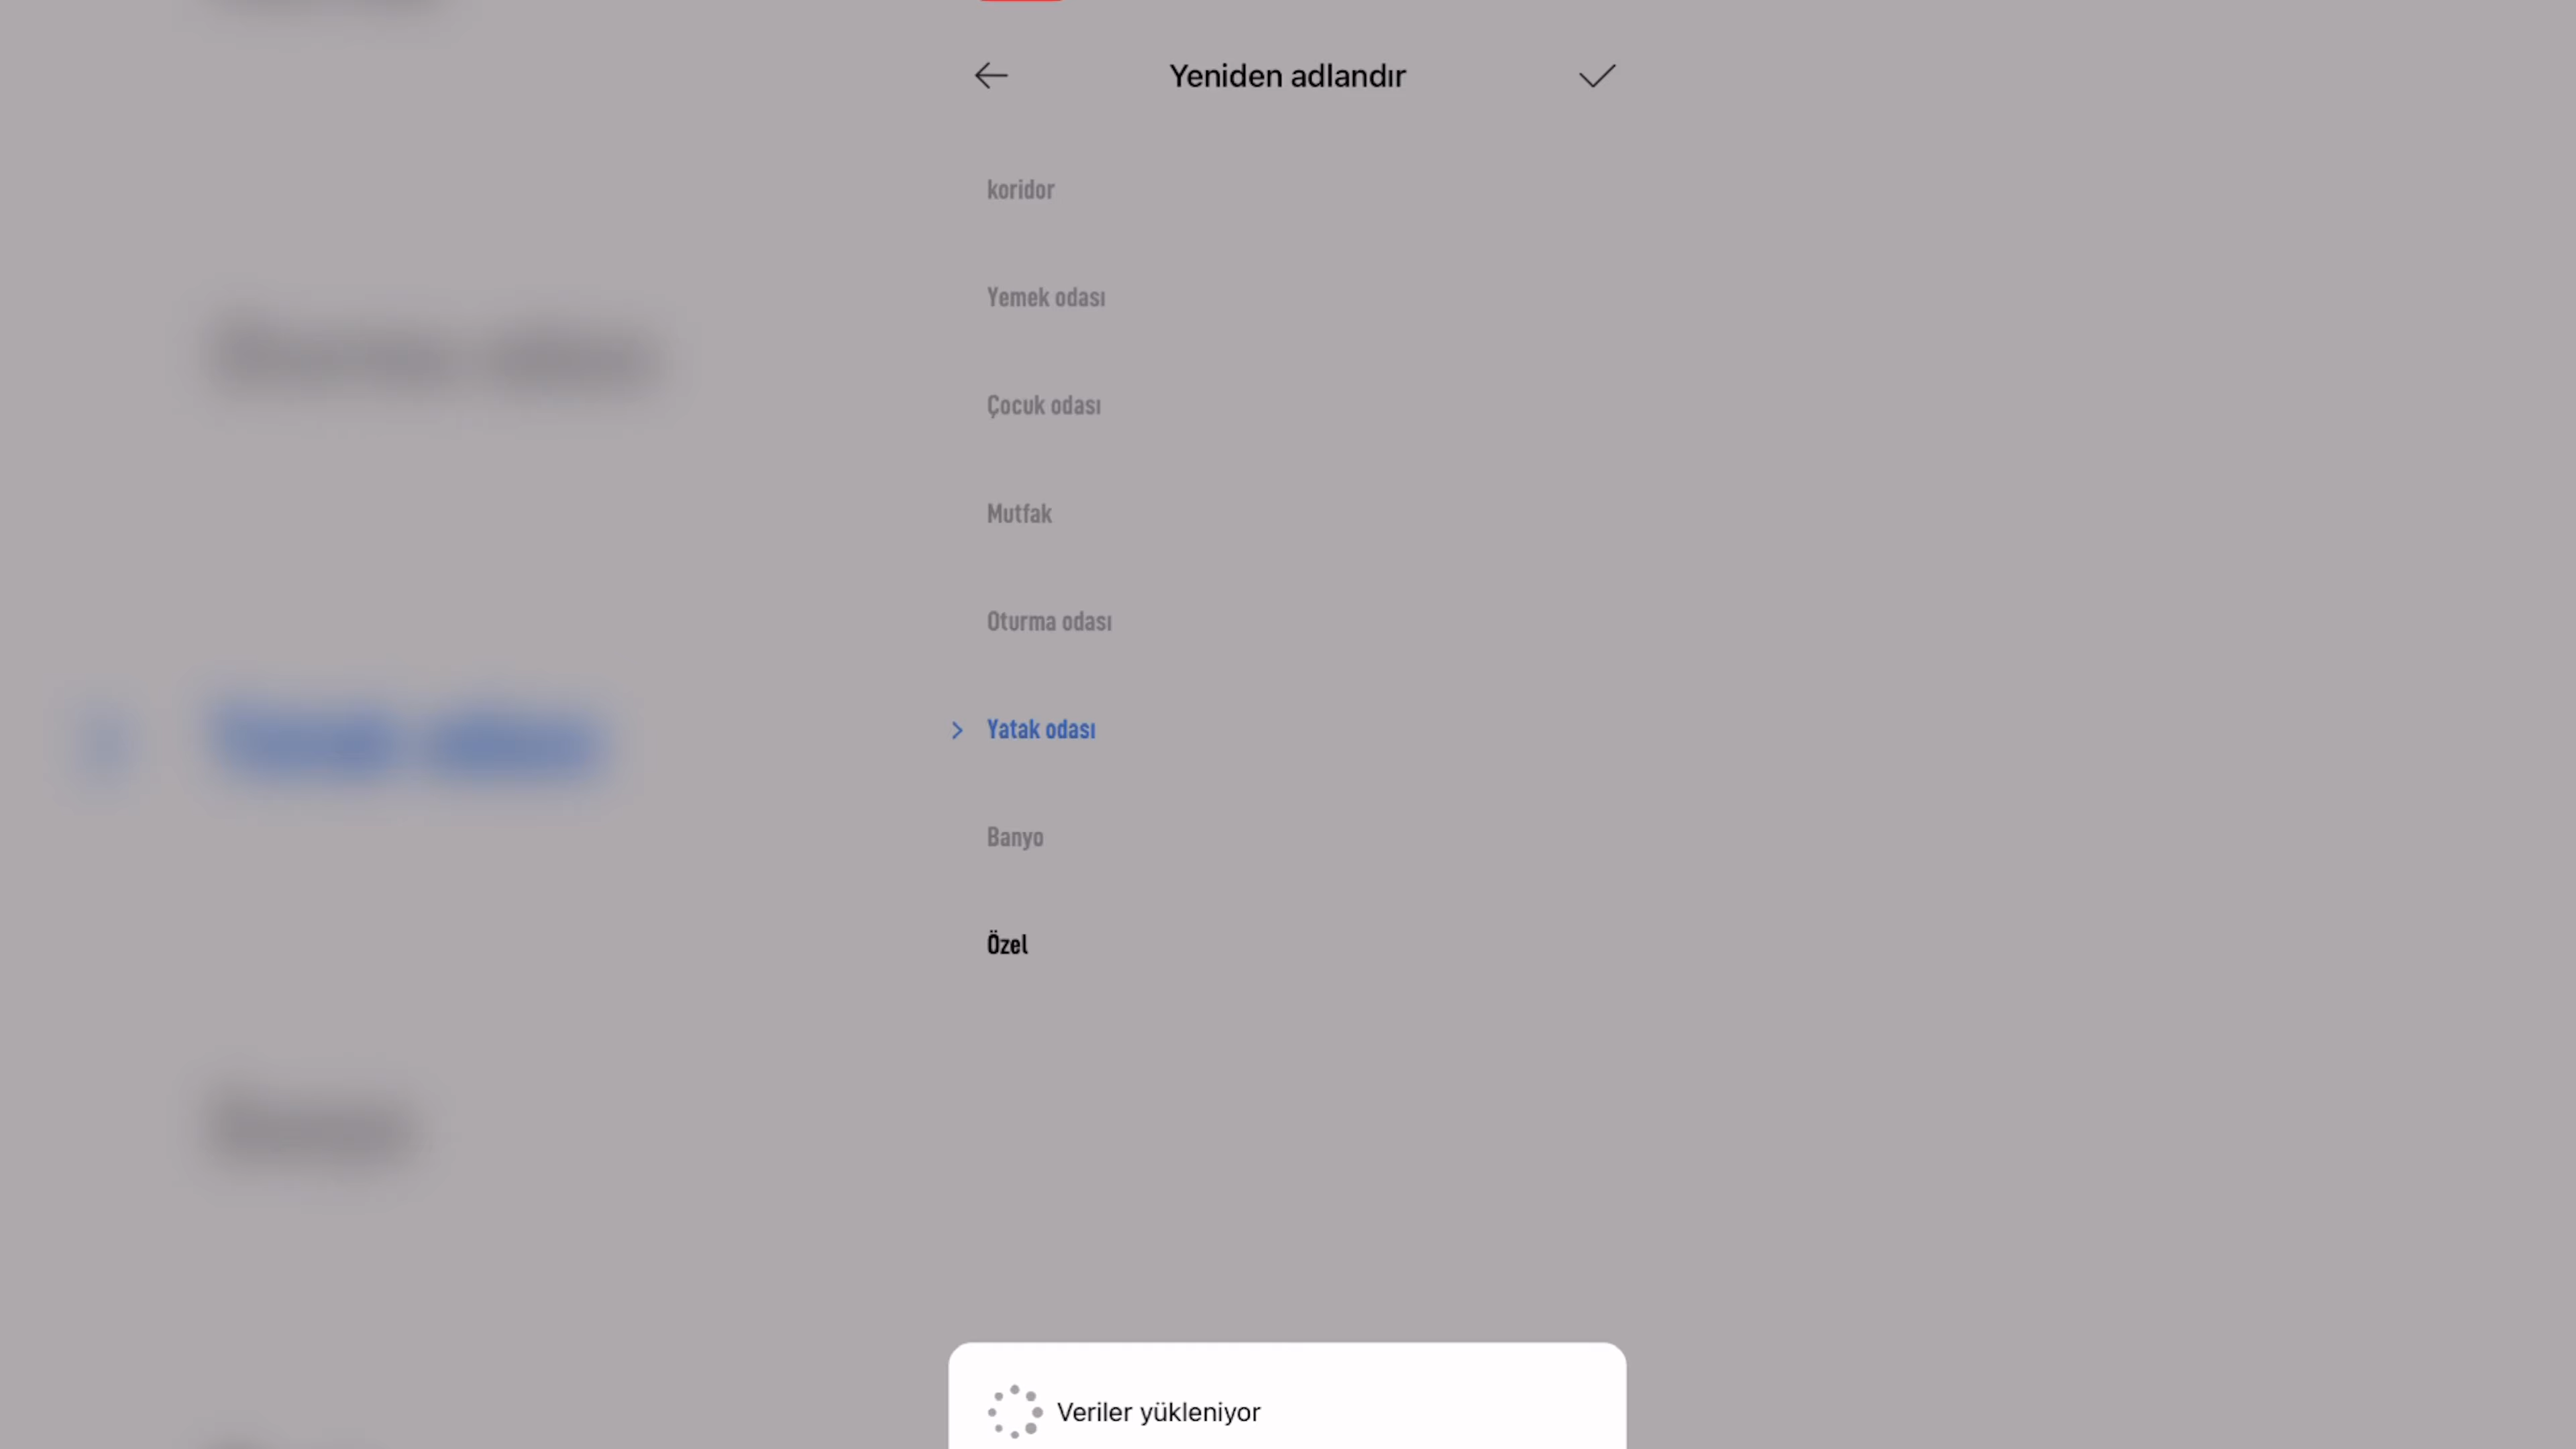 Yeniden adlandır
koridor
Yemek odası
Çocuk odası
Mutfak
Oturma odası
Yatak odası
Banyo
Özel
Veriler yükleniyor